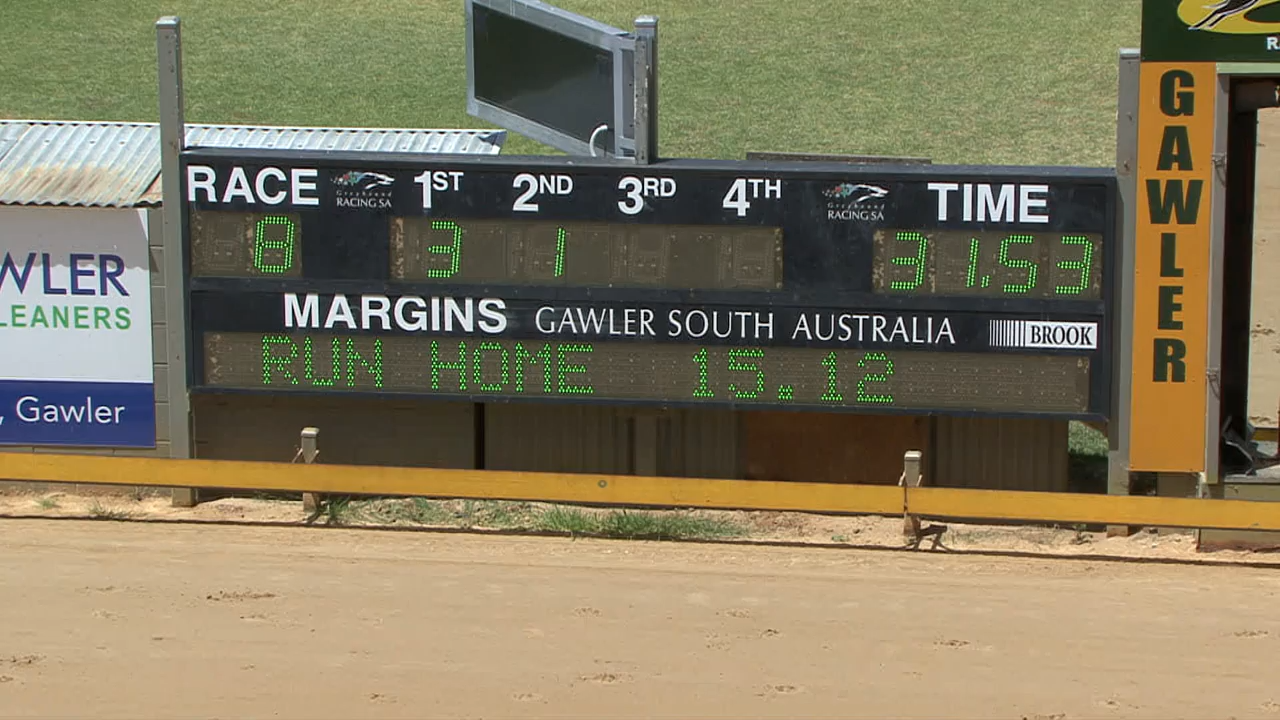 RACE
Greyhound
RACING SA
1ST 2ND 3RD 4TH
Greyhound
RACING SA
TIME
8 3 1 31.53
MARGINS GAWLER SOUTH AUSTRALIA BROOK
RUN HOME 15.12
WLER
LEANERS
, Gawler
R
GAWLER